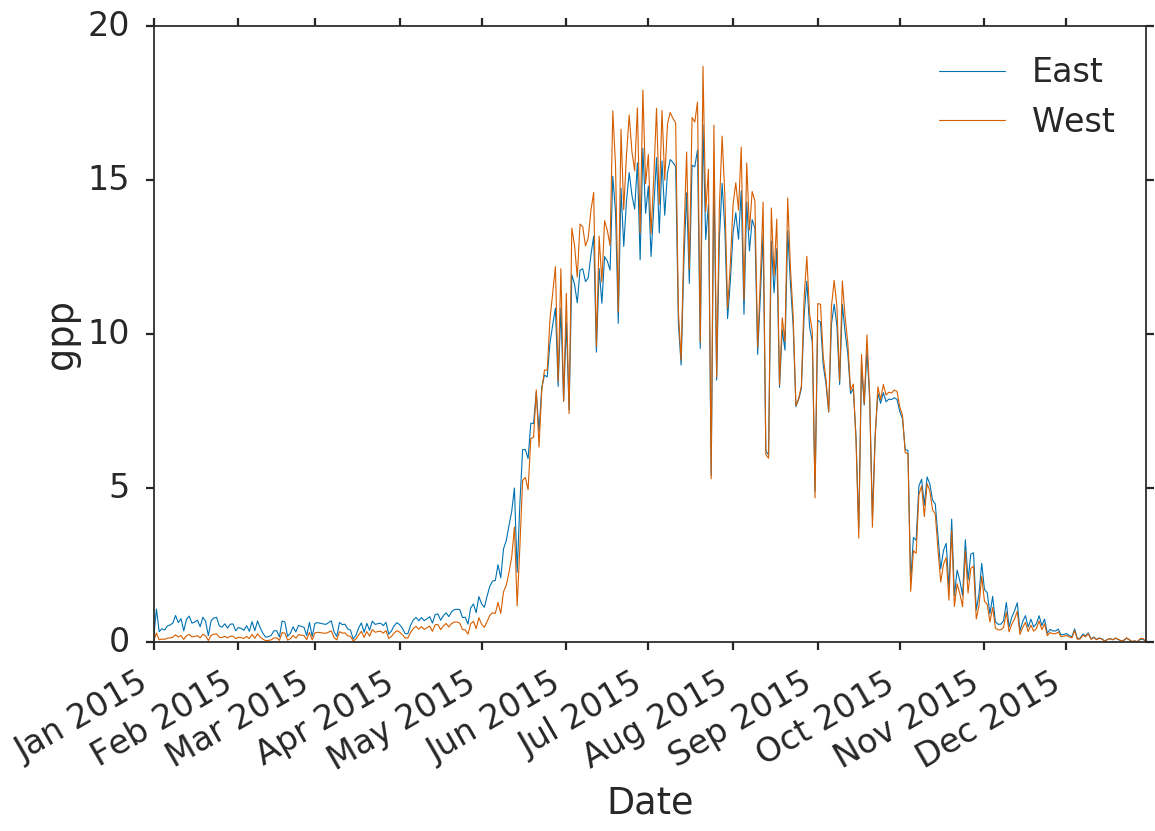 20
15
10
5
0
gpp
East
West
Jan 2015
Feb 2015
Mar 2015
Apr 2015
May 2015
Jun 2015
Jul 2015
Aug 2015
Sep 2015
Oct 2015
Nov 2015
Dec 2015
Date